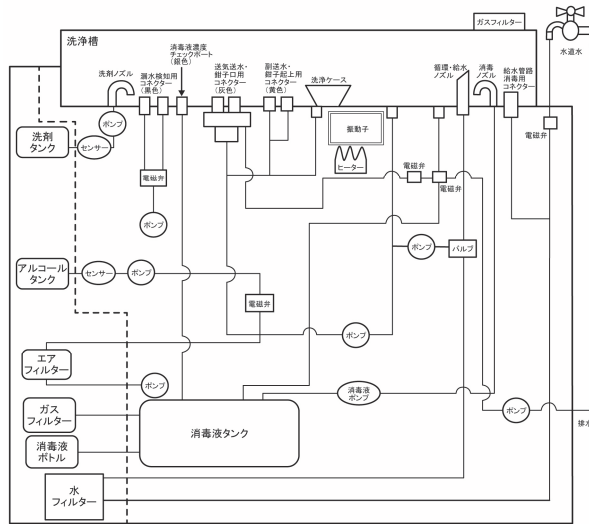 ガスフィルター
水道水
洗浄槽
消毒液濃度
チェックポート
(銀色)
洗剤ノズル
漏水検知用
コネクター
(黒色)
送気送水・
鉗子口用
コネクター
(灰色)
副送水・
鉗子起上用
コネクター
(黄色)
洗浄ケース
循環・給水
ノズル
消毒
ノズル
給水管路
消毒用
コネクター
振動子
ヒーター
電磁弁
ポンプ
センサー
洗剤
タンク
電磁弁
ポンプ
電磁弁
電磁弁
ポンプ
バルブ
アルコール
タンク
センサー
ポンプ
電磁弁
ポンプ
エア
フィルター
ポンプ
ガス
フィルター
消毒液
ボトル
消毒液タンク
消毒液
ポンプ
ポンプ
排水
水
フィルター